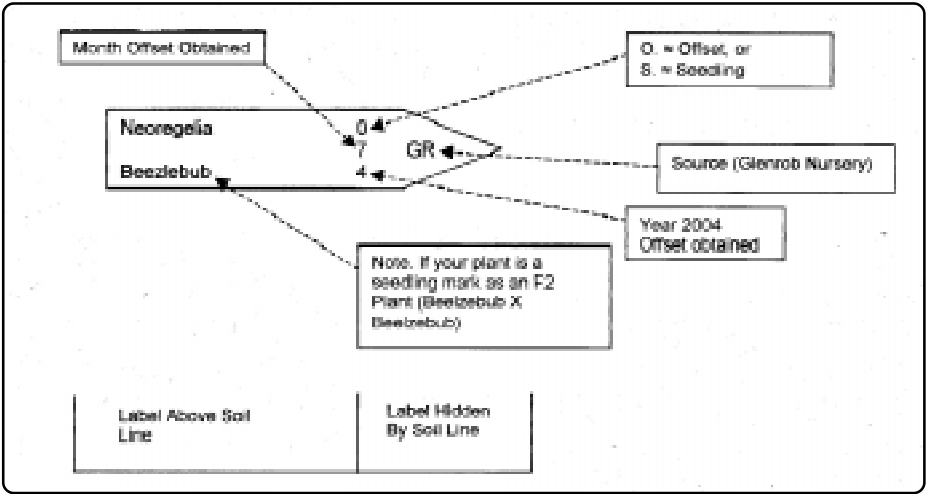 Month Offset Obtained
O. = Offset, or
S. = Seedling
Neoregelia
0
7
GR
Beezlebub
4
Source (Glenrob Nursery)
Year 2004
Offset obtained
Note. If your plant is a
seedling mark as an F2
Plant (Beelzebub X
Beelzebub)
Label Above Soil
Line
Label Hidden
By Soil Line